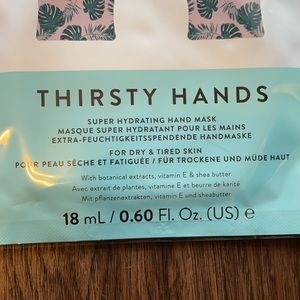 THIRSTY HANDS
SUPER HYDRATING HAND MASK
MASQUE SUPER HYDRATANT POUR LES MAINS
EXTRA-FEUCHTIGKEITSSPENDENDE HANDMASKE
FOR DRY & TIRED SKIN
POUR PEAU SÈCHE ET FATIGUÉE / FÜR TROCKENE UND MÜDE HAUT
With botanical extracts, vitamin E & shea butter
Avec extrait de plantes, vitamine E et beurre de karité
Mit pflanzenextrakten, vitamin E und sheabutter
18 mL / 0.60 Fl. Oz. (US) ℮